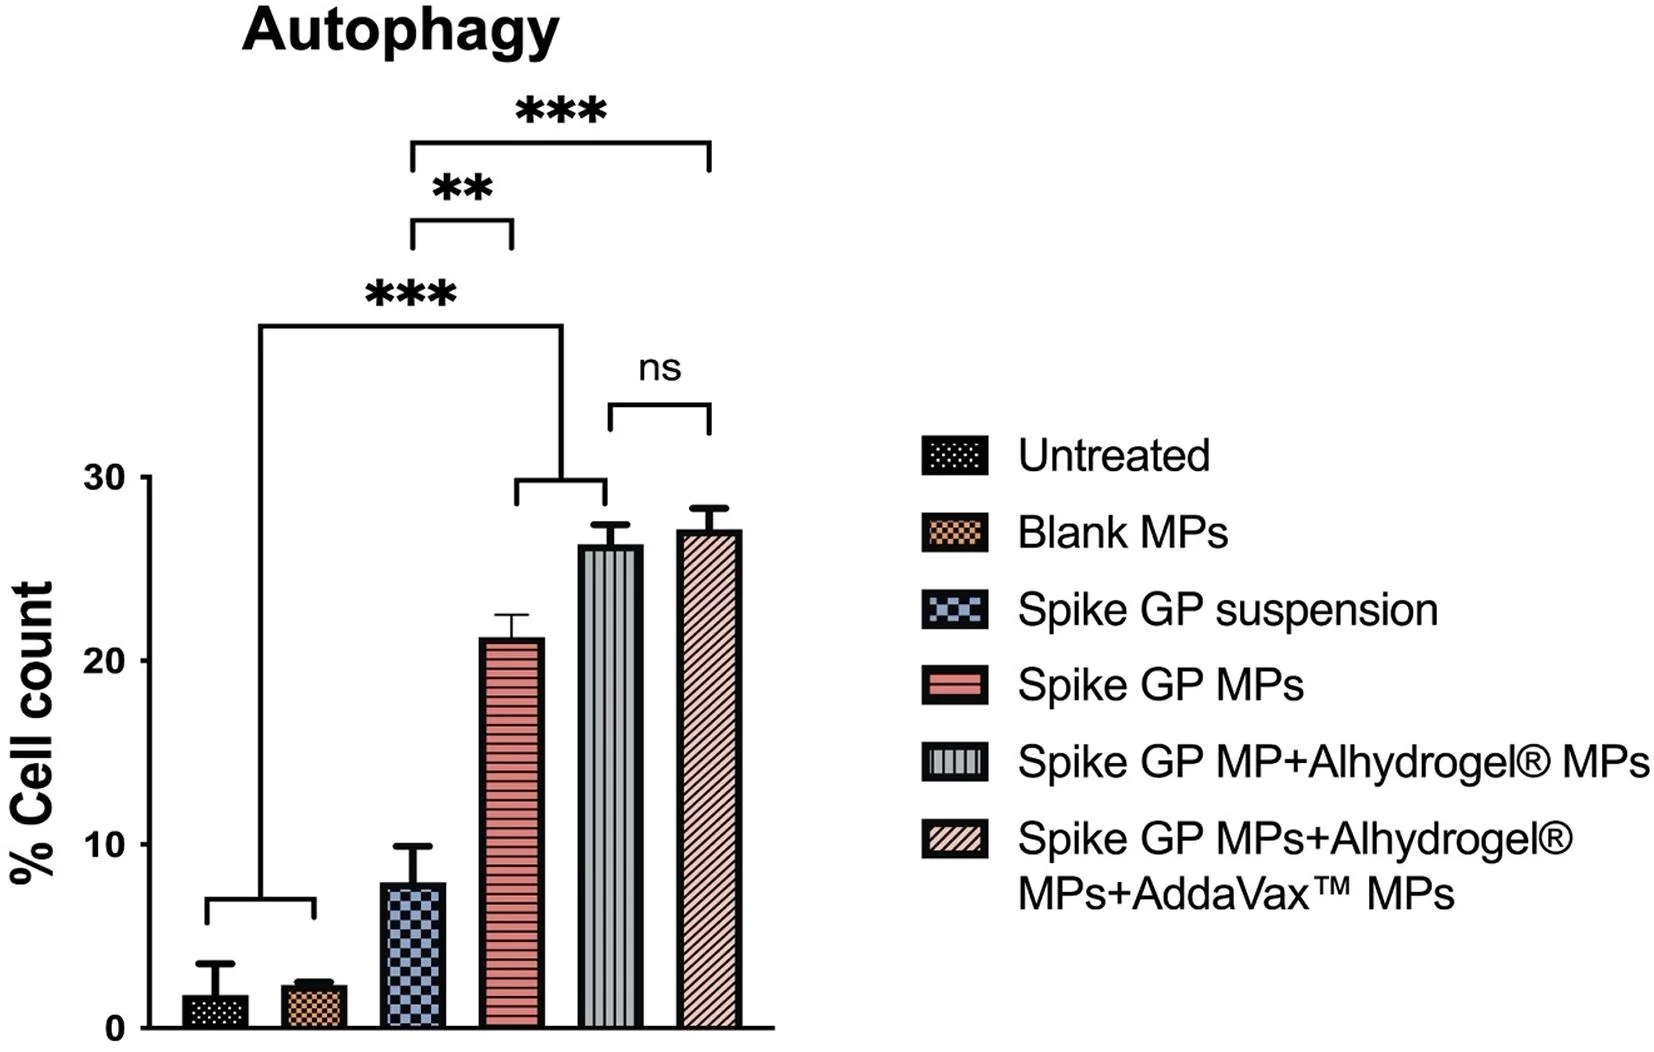 Autophagy
***
**
***
ns
30
20
10
0
% Cell count
Untreated
Blank MPs
Spike GP suspension
Spike GP MPs
Spike GP MP+Alhydrogel® MPs
Spike GP MPs+Alhydrogel®
MPs+AddaVax™ MPs